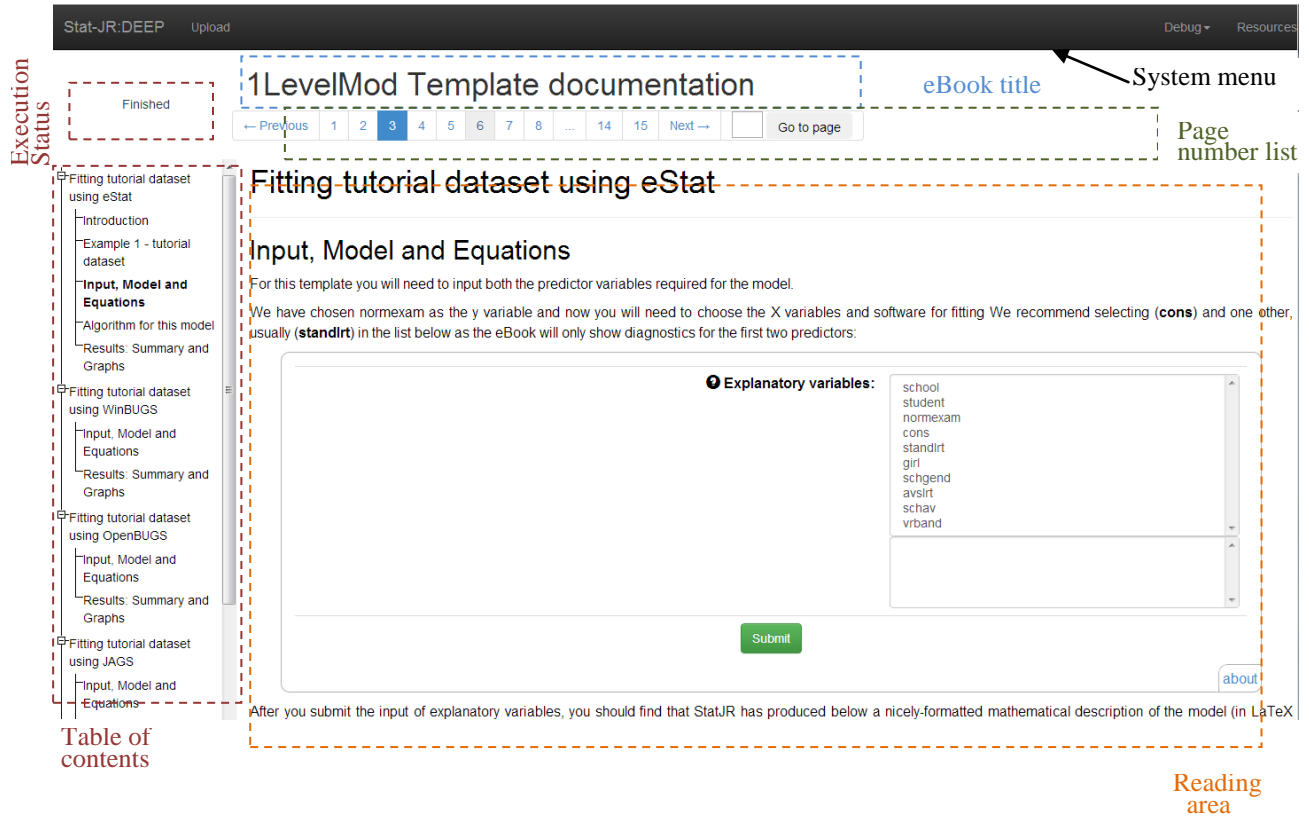 Stat-JR:DEEP Upload Debug Resources
Execution
Status
Finished
1LevelMod Template documentation
eBook title
System menu
← Previous 1 2 3 4 5 6 7 8 ... 14 15 Next → Go to page
Page
number list
Fitting tutorial dataset
using eStat
Introduction
Example 1 - tutorial
dataset
Input, Model and
Equations
Algorithm for this model
Results: Summary and
Graphs
Fitting tutorial dataset
using WinBUGS
Input, Model and
Equations
Results: Summary and
Graphs
Fitting tutorial dataset
using OpenBUGS
Input, Model and
Equations
Results: Summary and
Graphs
Fitting tutorial dataset
using JAGS
Input, Model and
Equations
Table of
contents
Fitting tutorial dataset using eStat
Input, Model and Equations
For this template you will need to input both the predictor variables required for the model.
We have chosen normexam as the y variable and now you will need to choose the X variables and software for fitting We recommend selecting (cons) and one other,
usually (standlrt) in the list below as the eBook will only show diagnostics for the first two predictors:
Explanatory variables:
school
student
normexam
cons
standlrt
girl
schgend
avslrt
schav
vrband
Submit
about
After you submit the input of explanatory variables, you should find that StatJR has produced below a nicely-formatted mathematical description of the model (in LaTeX
Reading
area